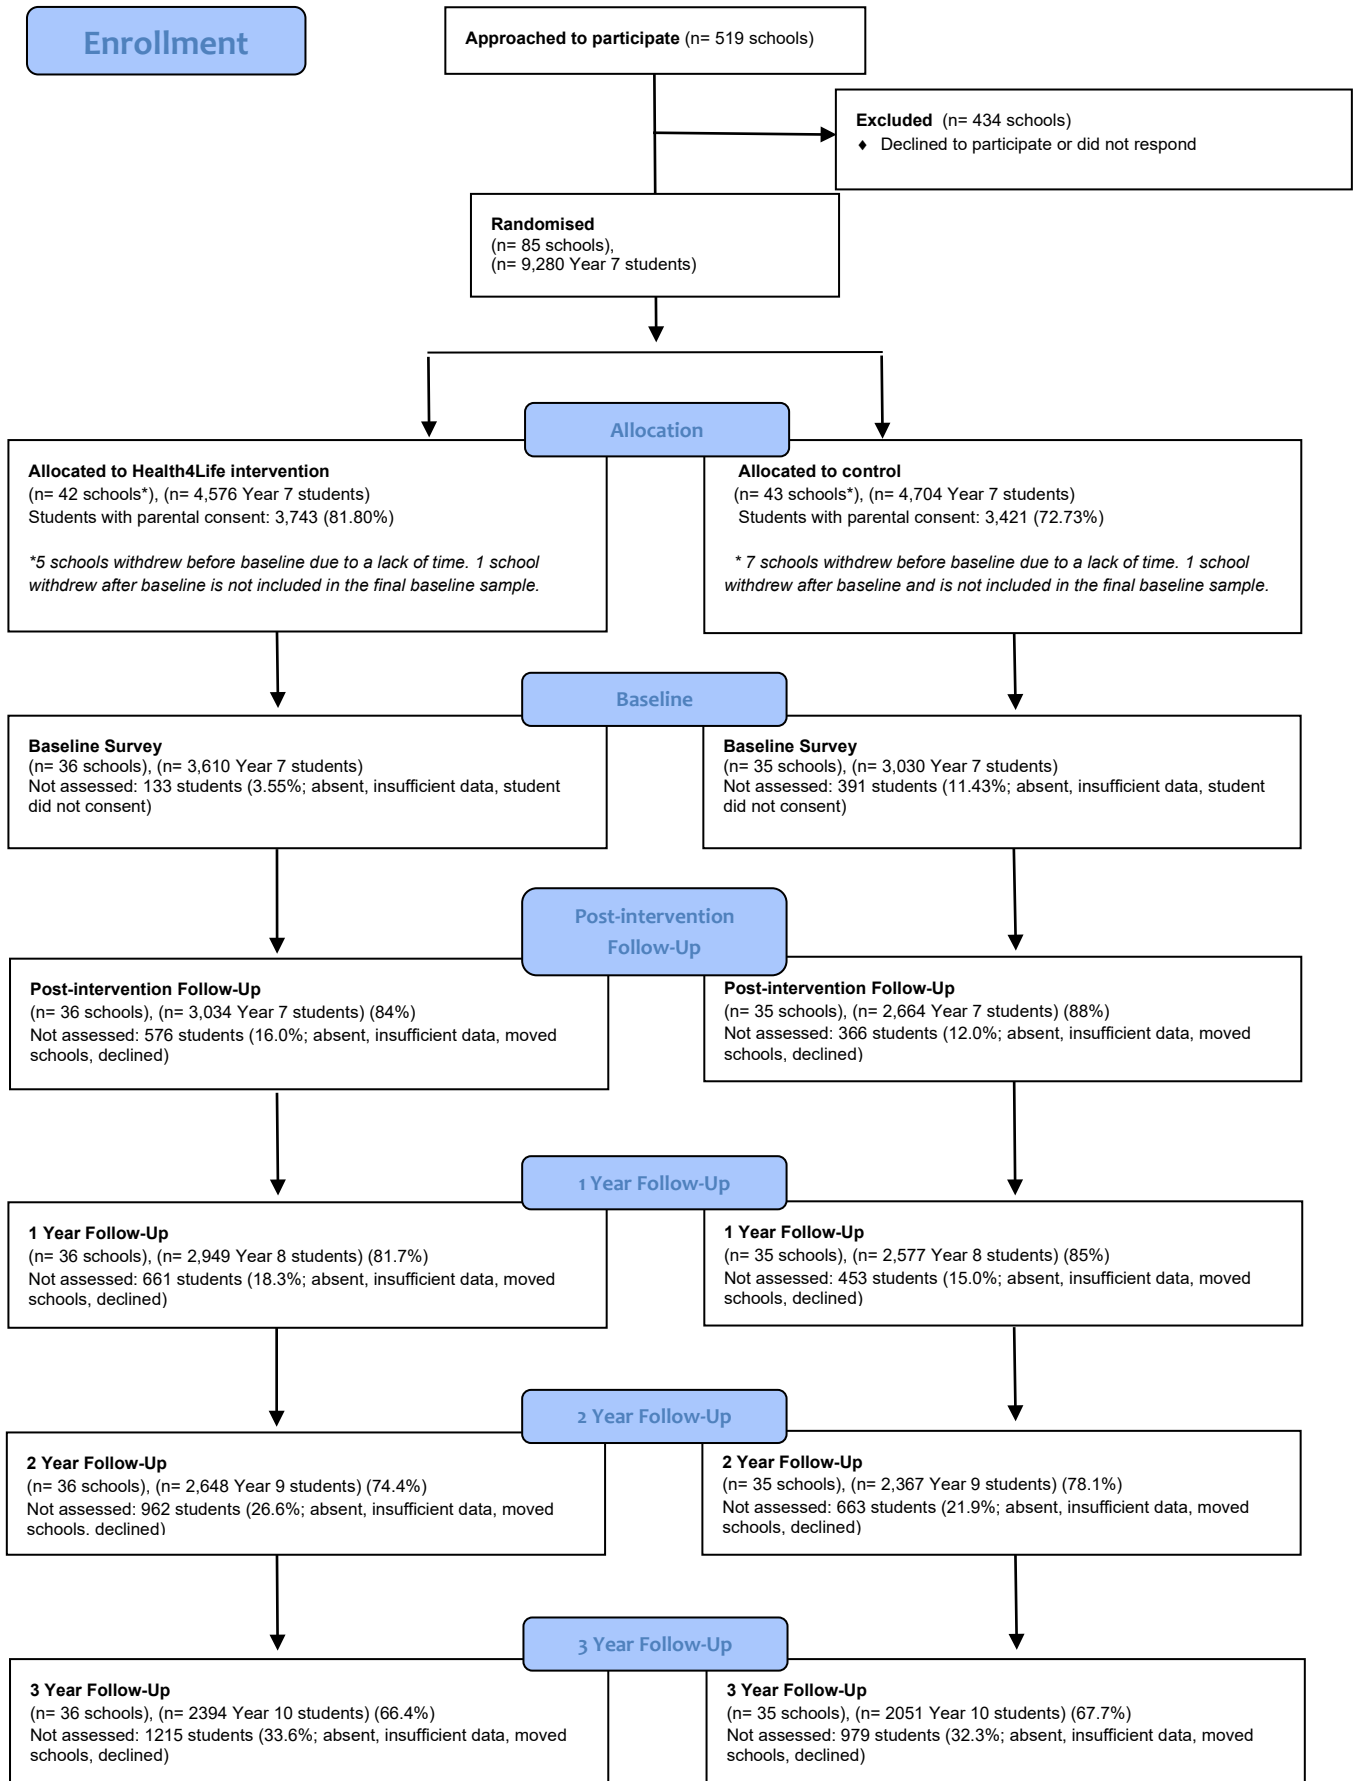 Enrollment
Approached to participate (n= 519 schools)
Excluded (n= 434 schools)
♦ Declined to participate or did not respond
Randomised
(n= 85 schools),
(n= 9,280 Year 7 students)
Allocation
Allocated to Health4Life intervention
(n= 42 schools*), (n= 4,576 Year 7 students)
Students with parental consent: 3,743 (81.80%)
*5 schools withdrew before baseline due to a lack of time. 1 school
withdrew after baseline is not included in the final baseline sample.
Allocated to control
(n= 43 schools*), (n= 4,704 Year 7 students)
Students with parental consent: 3,421 (72.73%)
* 7 schools withdrew before baseline due to a lack of time. 1 school
withdrew after baseline and is not included in the final baseline sample.
Baseline
Baseline Survey
(n= 36 schools), (n= 3,610 Year 7 students)
Not assessed: 133 students (3.55%; absent, insufficient data, student
did not consent)
Baseline Survey
(n= 35 schools), (n= 3,030 Year 7 students)
Not assessed: 391 students (11.43%; absent, insufficient data, student
did not consent)
Post-intervention
Follow-Up
Post-intervention Follow-Up
(n= 36 schools), (n= 3,034 Year 7 students) (84%)
Not assessed: 576 students (16.0%; absent, insufficient data, moved
schools, declined)
Post-intervention Follow-Up
(n= 35 schools), (n= 2,664 Year 7 students) (88%)
Not assessed: 366 students (12.0%; absent, insufficient data, moved
schools, declined)
1 Year Follow-Up
1 Year Follow-Up
(n= 36 schools), (n= 2,949 Year 8 students) (81.7%)
Not assessed: 661 students (18.3%; absent, insufficient data, moved
schools, declined)
1 Year Follow-Up
(n= 35 schools), (n= 2,577 Year 8 students) (85%)
Not assessed: 453 students (15.0%; absent, insufficient data, moved
schools, declined)
2 Year Follow-Up
2 Year Follow-Up
(n= 36 schools), (n= 2,648 Year 9 students) (74.4%)
Not assessed: 962 students (26.6%; absent, insufficient data, moved
schools, declined)
2 Year Follow-Up
(n= 35 schools), (n= 2,367 Year 9 students) (78.1%)
Not assessed: 663 students (21.9%; absent, insufficient data, moved
schools, declined)
3 Year Follow-Up
3 Year Follow-Up
(n= 36 schools), (n= 2394 Year 10 students) (66.4%)
Not assessed: 1215 students (33.6%; absent, insufficient data, moved
schools, declined)
3 Year Follow-Up
(n= 35 schools), (n= 2051 Year 10 students) (67.7%)
Not assessed: 979 students (32.3%; absent, insufficient data, moved
schools, declined)